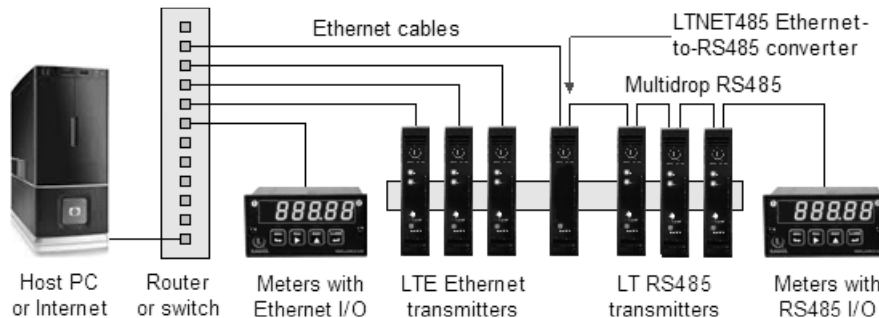 Ethernet cables
LTNET485 Ethernet-
to-RS485 converter
Multidrop RS485
888.88
888.88
Host PC
or Internet
Router
or switch
Meters with
Ethernet I/O
LTE Ethernet
transmitters
LT RS485
transmitters
Meters with
RS485 I/O